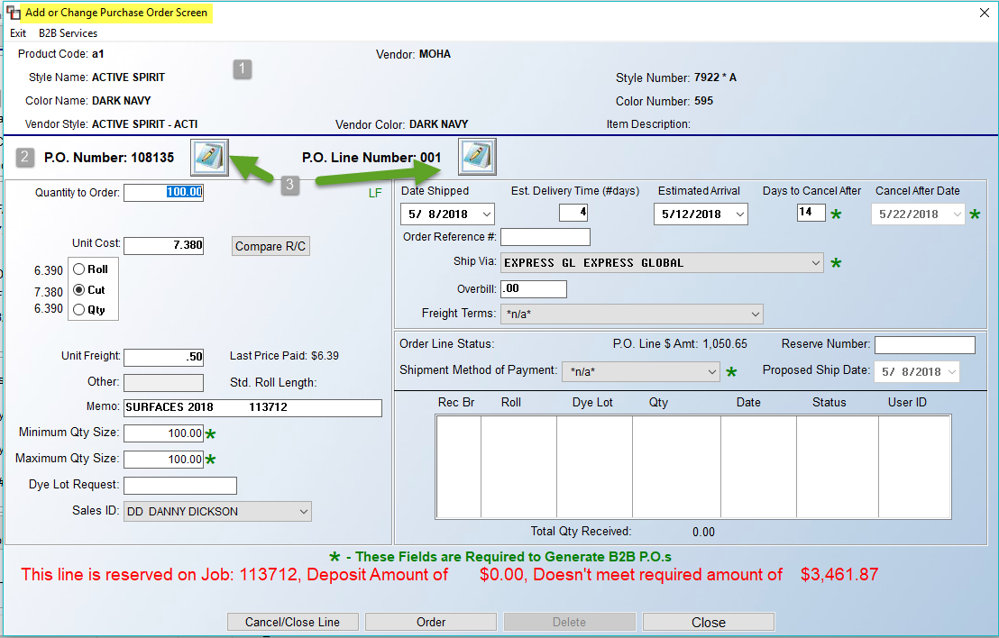 Add or Change Purchase Order Screen
Exit B2B Services
Product Code: a1 Vendor: MOHA
1
Style Name: ACTIVE SPIRIT Style Number: 7922 * A
Color Name: DARK NAVY Color Number: 595
Vendor Style: ACTIVE SPIRIT - ACTI Vendor Color: DARK NAVY Item Description:
2 P.O. Number: 108135 P.O. Line Number: 001
3
Quantity to Order: 100.00 LF
Unit Cost: 7.380 Compare R/C
6.390 Roll
7.380 Cut
6.390 Qty
Unit Freight: .50 Last Price Paid: $6.39
Other: Std. Roll Length:
Memo: SURFACES 2018 113712
Minimum Qty Size: 100.00 *
Maximum Qty Size: 100.00 *
Dye Lot Request:
Sales ID: DD DANNY DICKSON
Date Shipped Est. Delivery Time (#days) Estimated Arrival Days to Cancel After Cancel After Date
5/ 8/2018 4 5/12/2018 14 * 5/22/2018 *
Order Reference #:
Ship Via: EXPRESS GL EXPRESS GLOBAL *
Overbill: .00
Freight Terms: *n/a*
Order Line Status: P.O. Line $ Amt: 1,050.65 Reserve Number:
Shipment Method of Payment: *n/a* * Proposed Ship Date: 5/ 8/2018
Rec Br Roll Dye Lot Qty Date Status User ID
Total Qty Received: 0.00
* - These Fields are Required to Generate B2B P.O.s
This line is reserved on Job: 113712, Deposit Amount of $0.00, Doesn't meet required amount of $3,461.87
Cancel/Close Line Order Delete Close